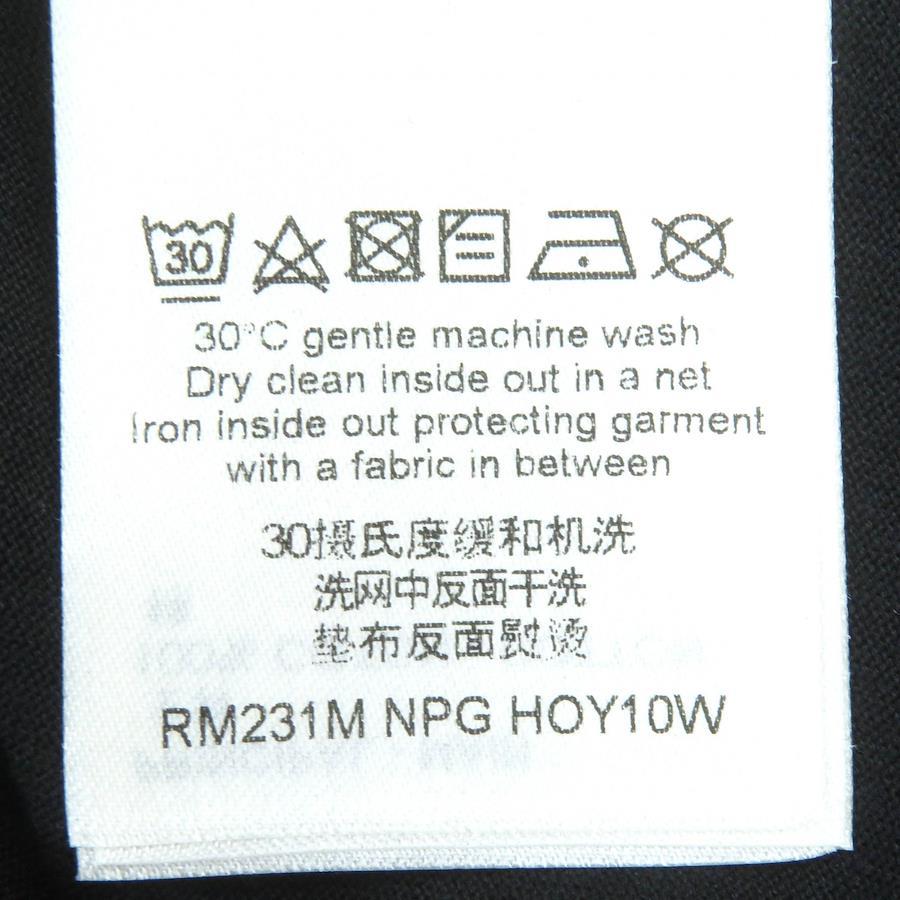 30
30°C gentle machine wash
Dry clean inside out in a net
Iron inside out protecting garment
with a fabric in between
30摄氏度缓和机洗
洗网中反面干洗
垫布反面熨烫
RM231M NPG HOY10W